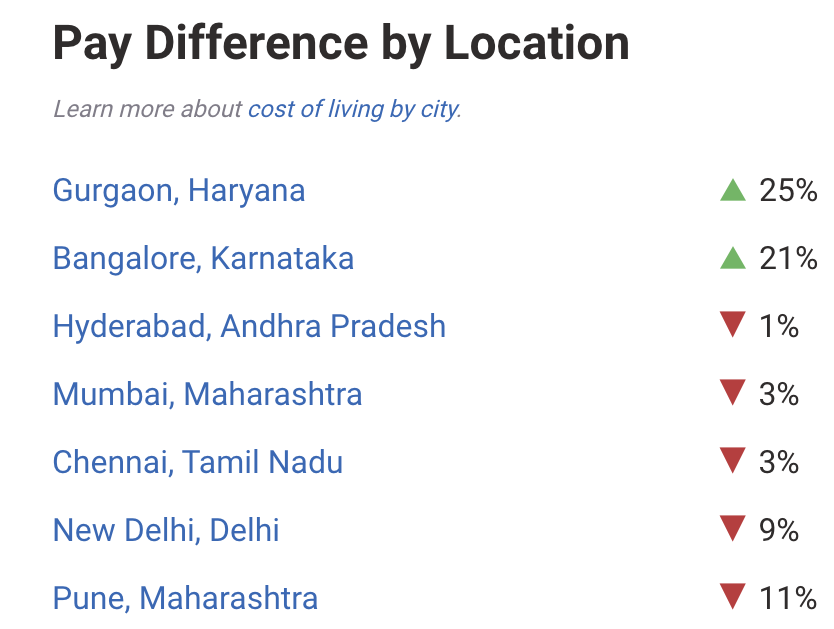 Pay Difference by Location
Learn more about cost of living by city.
Gurgaon, Haryana ▲ 25%
Bangalore, Karnataka ▲ 21%
Hyderabad, Andhra Pradesh ▼ 1%
Mumbai, Maharashtra ▼ 3%
Chennai, Tamil Nadu ▼ 3%
New Delhi, Delhi ▼ 9%
Pune, Maharashtra ▼ 11%